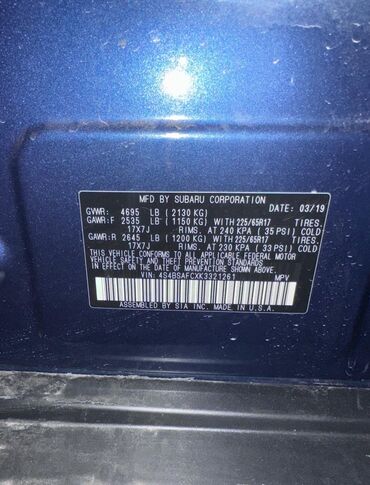 MFD BY SUBARU CORPORATION DATE: 03/19
GVWR: 4695 LB (2130 KG)
GAWR:F 2535 LB (1150 KG) WITH 225/65R17 TIRES.
17X7J RIMS. AT 240 KPA (35 PSI) COLD
GAWR:R 2645 LB (1200 KG) WITH 225/65R17 TIRES.
17X7J RIMS. AT 230 KPA (33 PSI) COLD
THIS VEHICLE CONFORMS TO ALL APPLICABLE FEDERAL MOTOR
VEHICLE SAFETY STANDARDS IN EFFECT ON THE DATE OF
MANUFACTURE SHOWN ABOVE.
VIN: 4S4BSAFCXK3321261 MPV
ASSEMBLED BY SIA INC. MADE IN U.S.A.